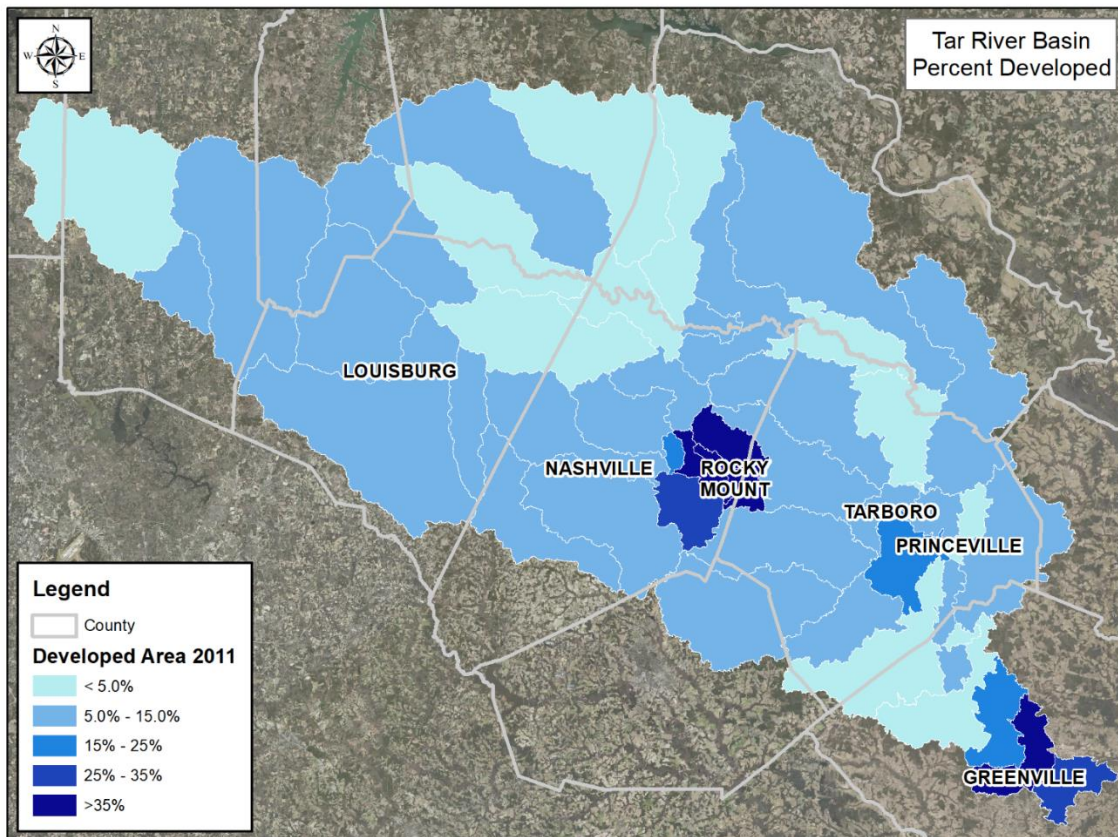 N
W E
S
Tar River Basin
Percent Developed
LOUISBURG
NASHVILLE
ROCKY
MOUNT
TARBORO
PRINCEVILLE
GREENVILLE
Legend
County
Developed Area 2011
< 5.0%
5.0% - 15.0%
15% - 25%
25% - 35%
>35%